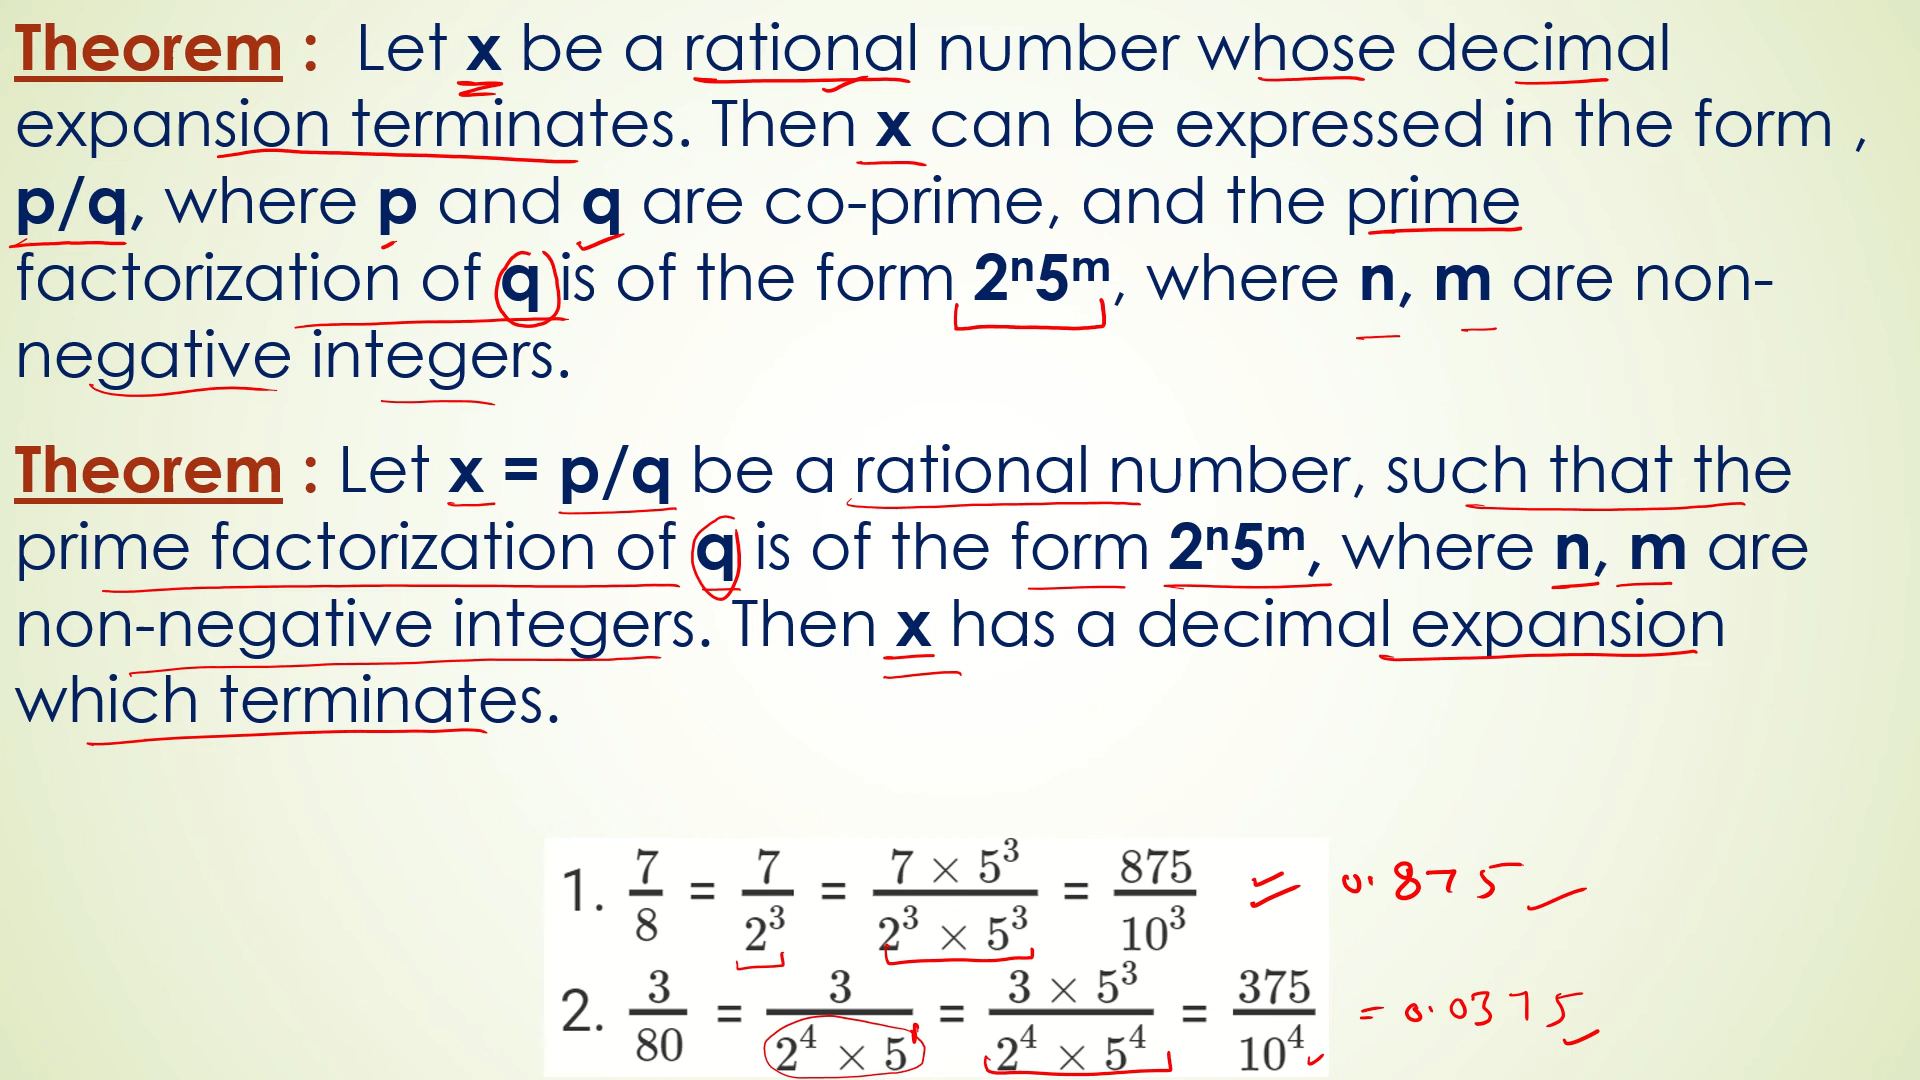 Theorem : Let x be a rational number whose decimal
expansion terminates. Then x can be expressed in the form ,
p/q, where p and q are co-prime, and the prime
factorization of q is of the form 2ⁿ5ᵐ, where n, m are non-
negative integers.
Theorem : Let x = p/q be a rational number, such that the
prime factorization of q is of the form 2ⁿ5ᵐ, where n, m are
non-negative integers. Then x has a decimal expansion
which terminates.
1. 7/8 = 7/2³ = (7 × 5³)/(2³ × 5³) = 875/10³ = 0.875
2. 3/80 = 3/(2⁴ × 5¹) = (3 × 5³)/(2⁴ × 5⁴) = 375/10⁴ = 0.0375